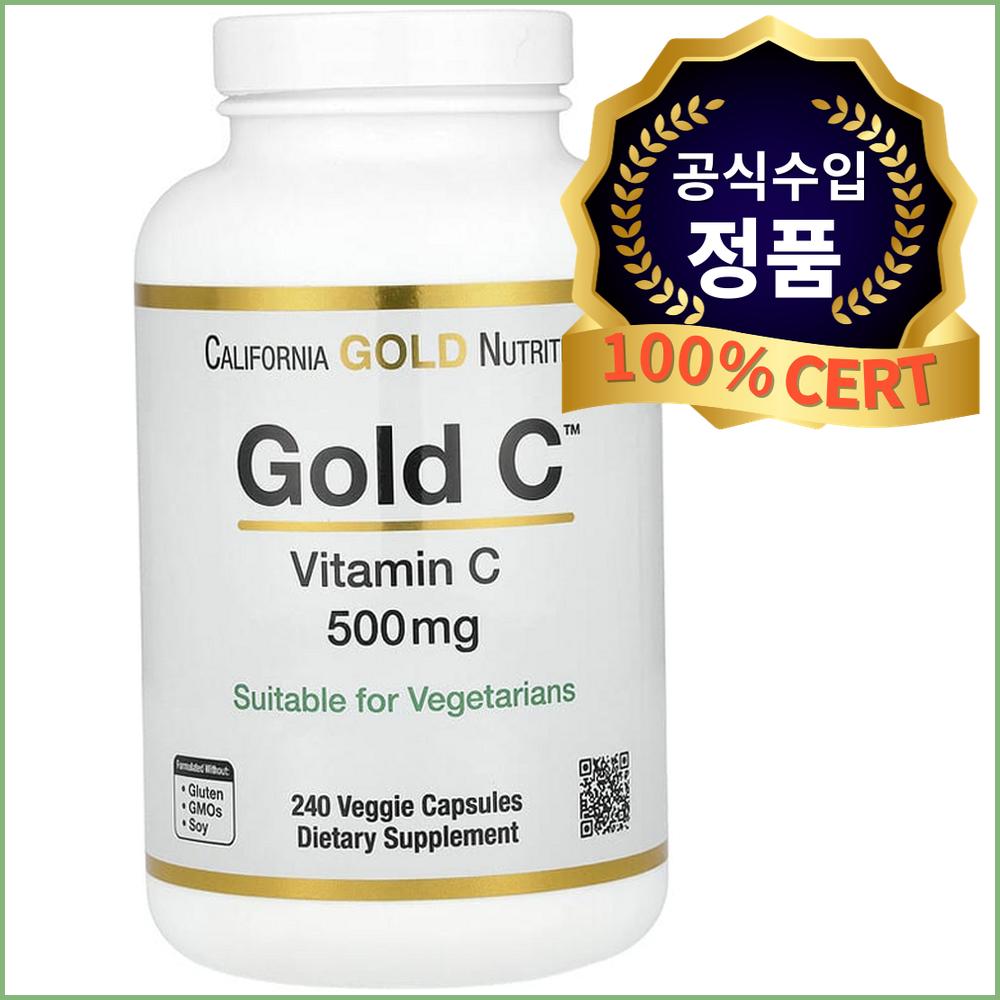 공식수입
정품
100% CERT
CALIFORNIA GOLD NUTRIT
Gold C™
Vitamin C
500mg
Suitable for Vegetarians
Formulated Without:
• Gluten
• GMOs
• Soy
240 Veggie Capsules
Dietary Supplement